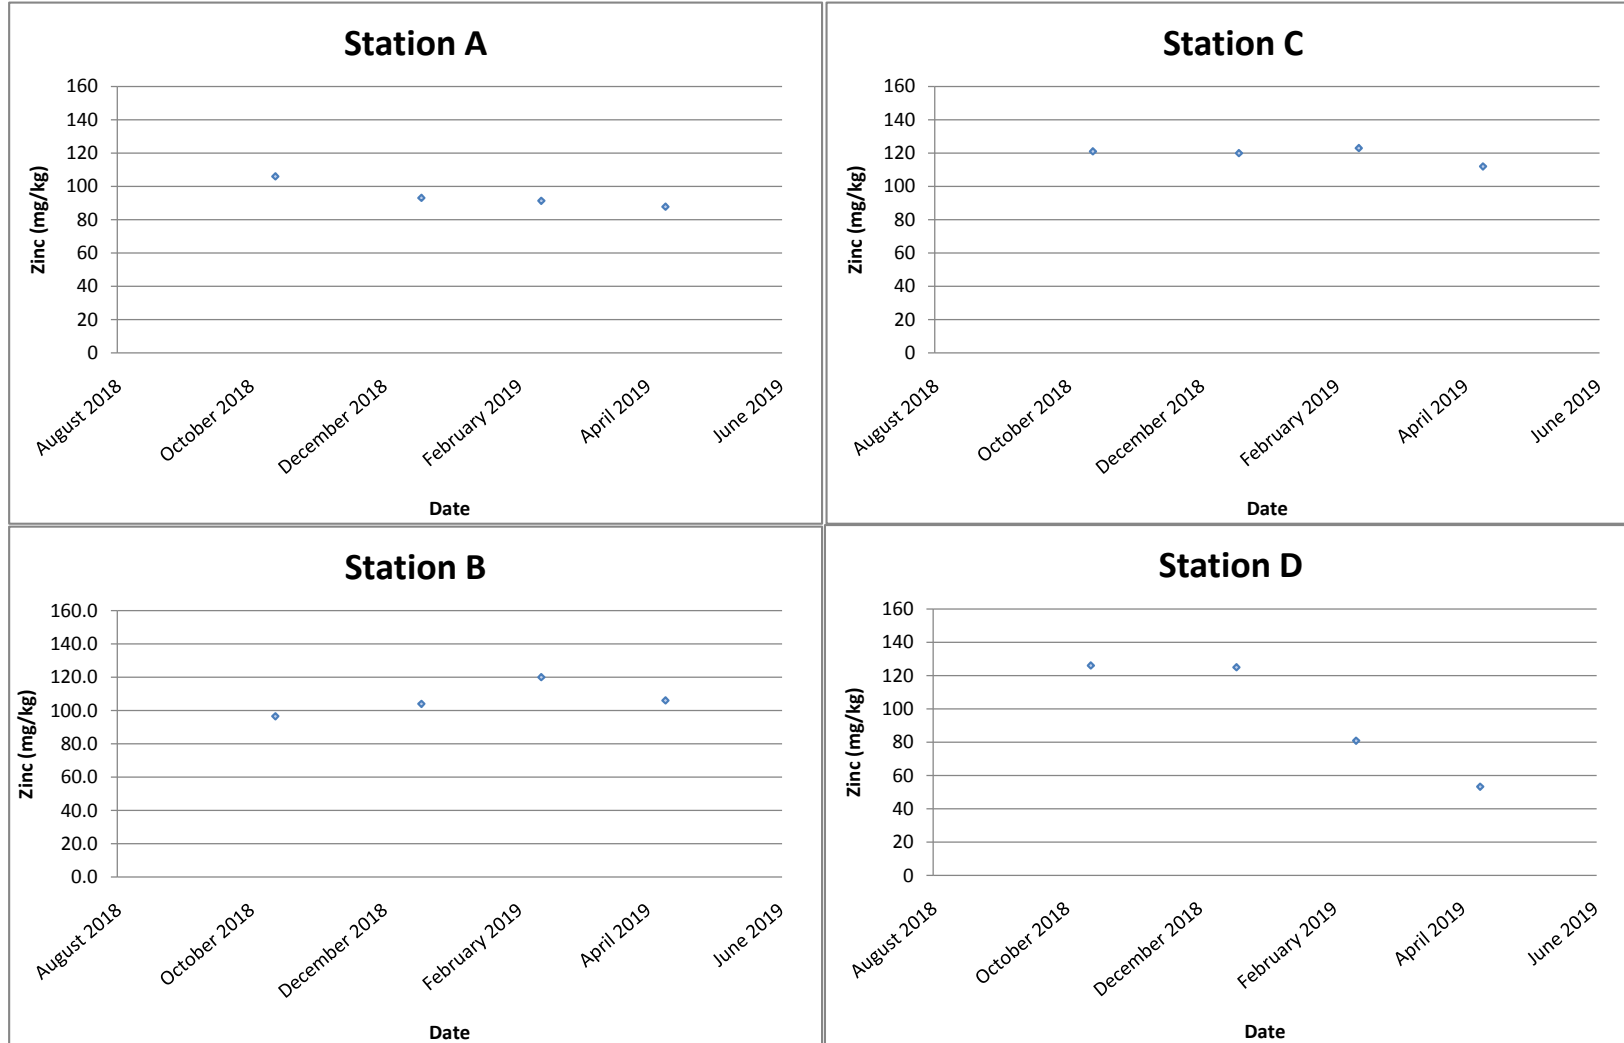 Station A
Zinc (mg/kg)
160
140
120
100
80
60
40
20
0
August 2018
October 2018
December 2018
February 2019
April 2019
June 2019
Date
Station C
Zinc (mg/kg)
160
140
120
100
80
60
40
20
0
August 2018
October 2018
December 2018
February 2019
April 2019
June 2019
Date
Station B
Zinc (mg/kg)
160.0
140.0
120.0
100.0
80.0
60.0
40.0
20.0
0.0
August 2018
October 2018
December 2018
February 2019
April 2019
June 2019
Date
Station D
Zinc (mg/kg)
160
140
120
100
80
60
40
20
0
August 2018
October 2018
December 2018
February 2019
April 2019
June 2019
Date